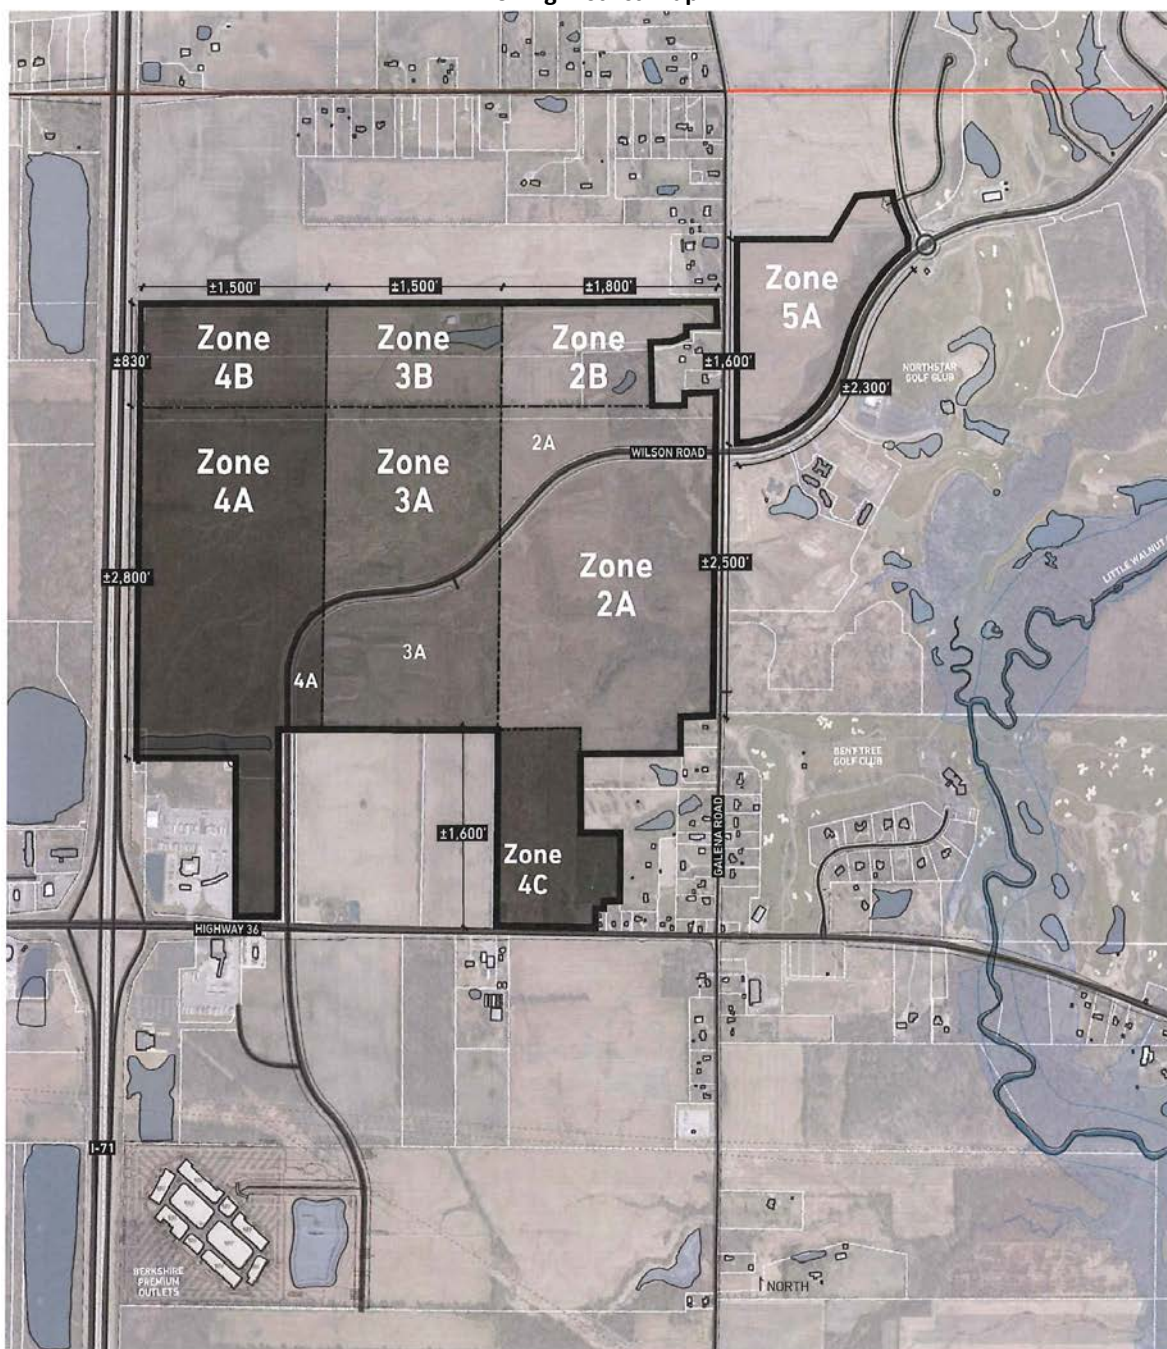 ±1,500'
±1,500'
±1,800'
Zone
5A
Zone
4B
Zone
3B
Zone
2B
±830'
±1,600'
±2,300'
NORTHSTAR
GOLF CLUB
2A
WILSON ROAD
Zone
4A
Zone
3A
Zone
2A
±2,800'
±2,500'
LITTLE WALNUT
3A
4A
BENT TREE
GOLF CLUB
±1,600'
GALENA ROAD
Zone
4C
HIGHWAY 36
I-71
BERKSHIRE
PREMIUM
OUTLETS
NORTH